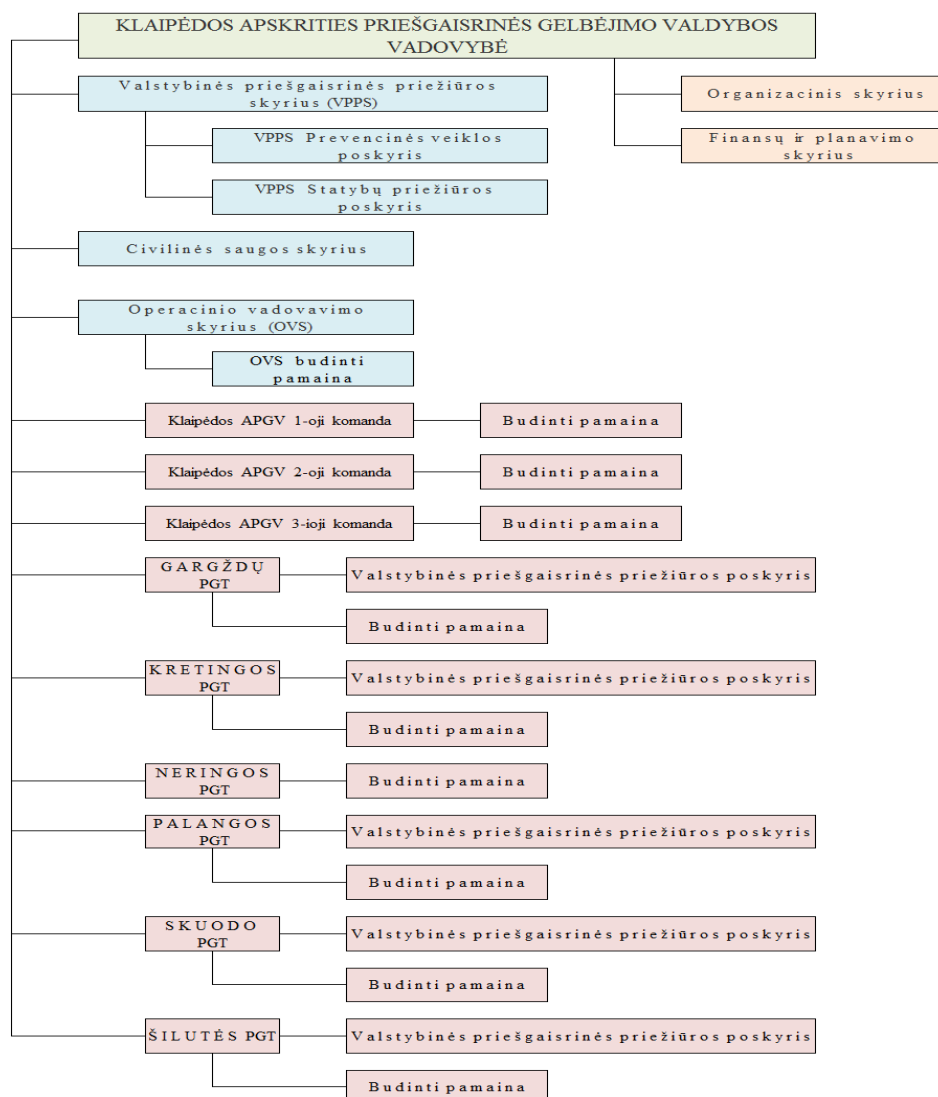 KLAIPĖDOS APSKRITIES PRIEŠGAISRINĖS GELBĖJIMO VALDYBOS
VADOVYBĖ
Valstybinės priešgaisrinės priežiūros
skyrius (VPPS)
Organizacinis skyrius
VPPS Prevencinės veiklos
poskyris
Finansų ir planavimo
skyrius
VPPS Statybų priežiūros
poskyris
Civilinės saugos skyrius
Operacinio vadovavimo
skyrius (OVS)
OVS budinti
pamaina
Klaipėdos APGV 1-oji komanda
Budinti pamaina
Klaipėdos APGV 2-oji komanda
Budinti pamaina
Klaipėdos APGV 3-ioji komanda
Budinti pamaina
GARGŽDŲ
PGT
Valstybinės priešgaisrinės priežiūros poskyris
Budinti pamaina
KRETINGOS
PGT
Valstybinės priešgaisrinės priežiūros poskyris
Budinti pamaina
NERINGOS
PGT
Budinti pamaina
PALANGOS
PGT
Valstybinės priešgaisrinės priežiūros poskyris
Budinti pamaina
SKUODO
PGT
Valstybinės priešgaisrinės priežiūros poskyris
Budinti pamaina
ŠILUTĖS PGT
Valstybinės priešgaisrinės priežiūros poskyris
Budinti pamaina